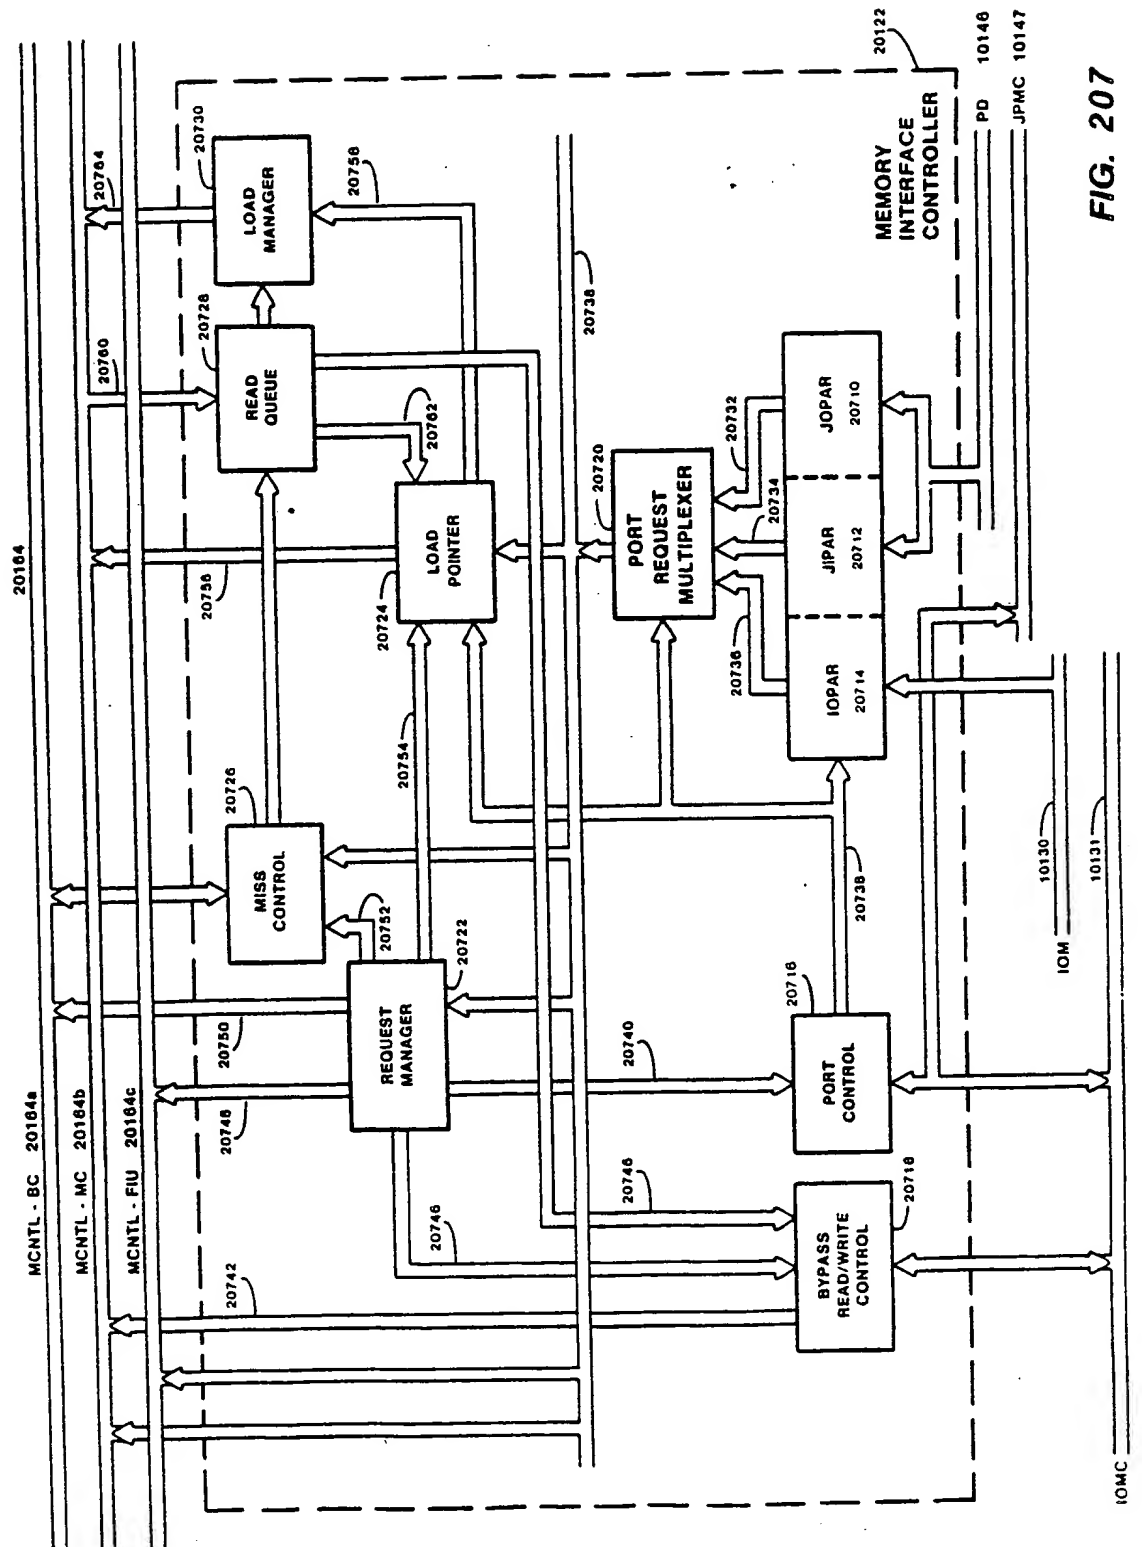 20164
MCNTL - BC 20164a
MCNTL - MC 20164b
MCNTL - FIU 20164c
20742
20748
20750
20756
20760
20764
MISS
CONTROL
20726
READ
QUEUE
20728
LOAD
MANAGER
20730
REQUEST
MANAGER
20722
20752
20754
LOAD
POINTER
20724
20762
20758
20746
20738
20740
20746
BYPASS
READ/WRITE
CONTROL
20718
PORT
CONTROL
20716
20738
PORT
REQUEST
MULTIPLEXER
20720
20736
20734
20732
IOPAR
20714
JIPAR
20712
JOPAR
20710
MEMORY
INTERFACE
CONTROLLER
20122
PD 10146
JPMC 10147
IOM
10130
10131
IOMC
FIG. 207